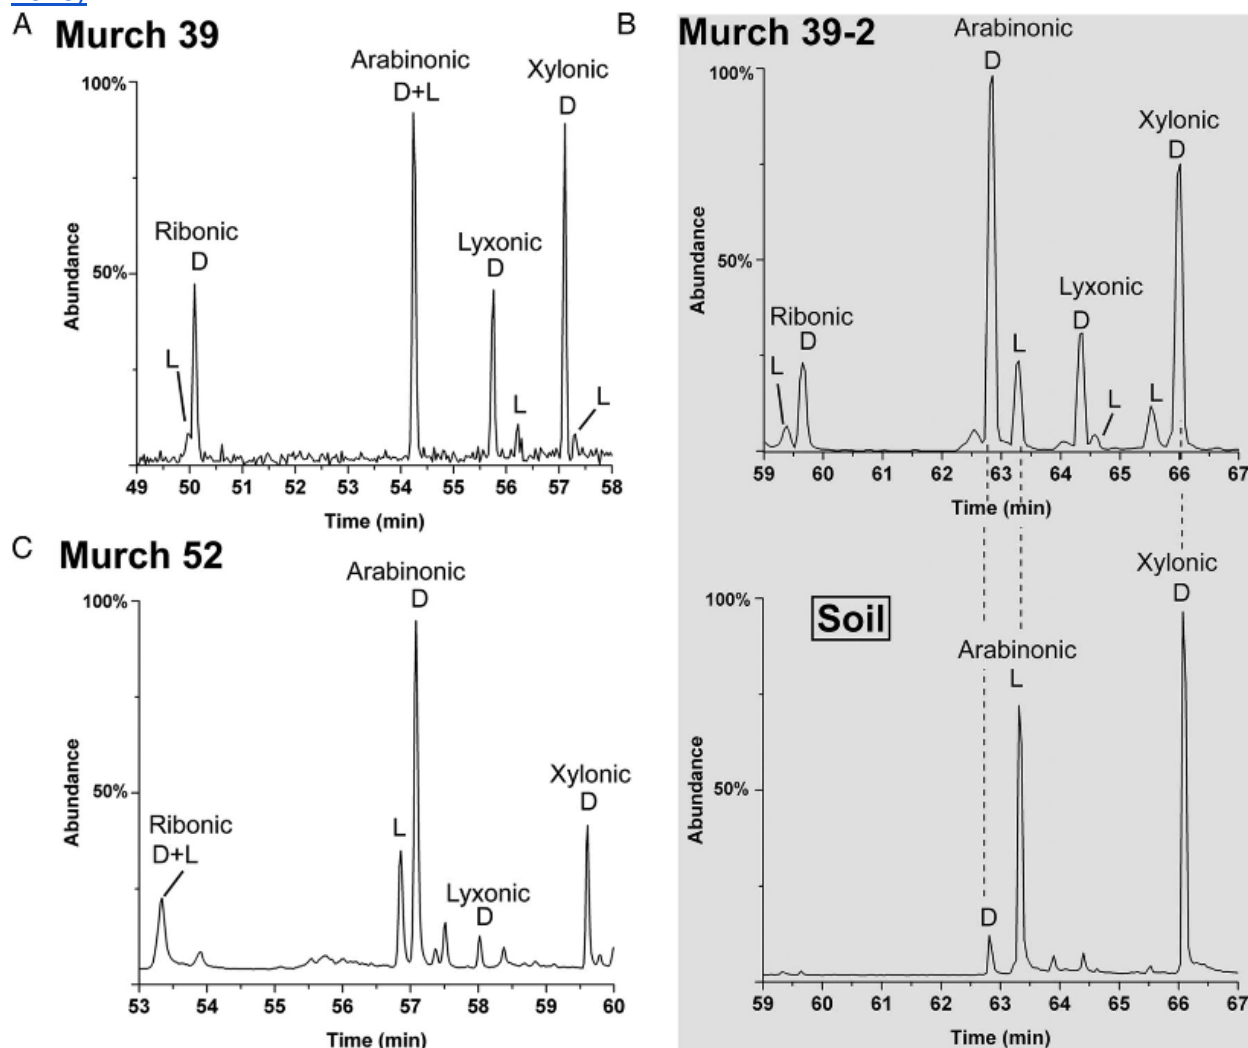 A
Murch 39
Arabinonic
D+L
Xylonic
D
100%
Ribonic
D
Lyxonic
D
50%
Abundance
L
L
L
49 50 51 52 53 54 55 56 57 58
Time (min)
B
Murch 39-2
Arabinonic
D
100%
Xylonic
D
Lyxonic
D
50%
Abundance
Ribonic
D
L
L
L
L
59 60 61 62 63 64 65 66 67
Time (min)
C
Murch 52
Arabinonic
D
100%
Xylonic
D
50%
Abundance
Ribonic
D+L
L
Lyxonic
D
53 54 55 56 57 58 59 60
Time (min)
Xylonic
D
100%
Soil
Arabinonic
L
50%
Abundance
D
59 60 61 62 63 64 65 66 67
Time (min)